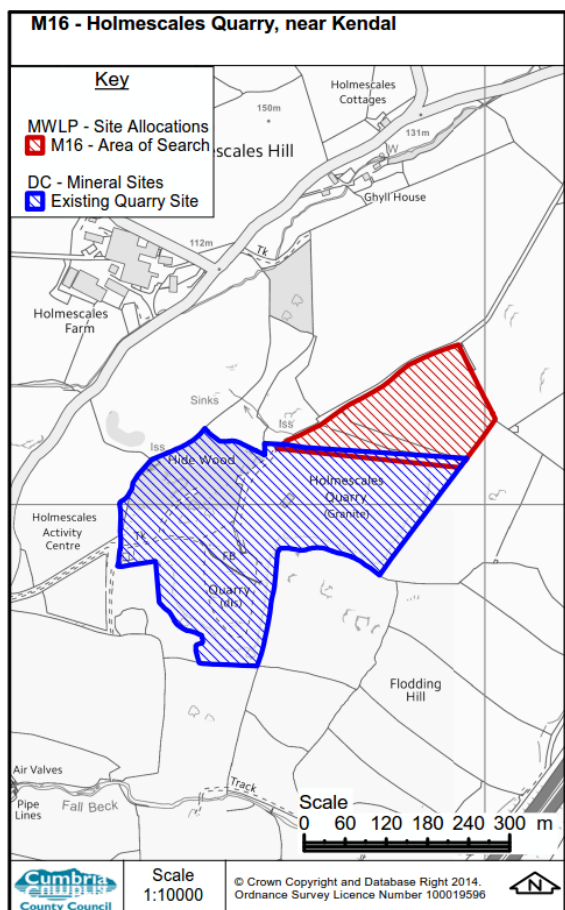 M16 - Holmescales Quarry, near Kendal
Key
MWLP - Site Allocations
M16 - Area of Search
DC - Mineral Sites
Existing Quarry Site
Holmescales
Cottages
150m
131m
escales Hill
W
Ghyll House
112m
Tk
Holmescales
Farm
Sinks
Iss
Iss
Hide Wood
Holmescales
Quarry
(Granite)
Holmescales
Activity
Centre
TK
FB
Quarry
(dis)
Flodding
Hill
Air Valves
Pipe
Lines
Fall Beck
Track
Scale
0 60 120 180 240 300 m
Cumbria
County Council
Scale
1:10000
© Crown Copyright and Database Right 2014.
Ordnance Survey Licence Number 100019596
N